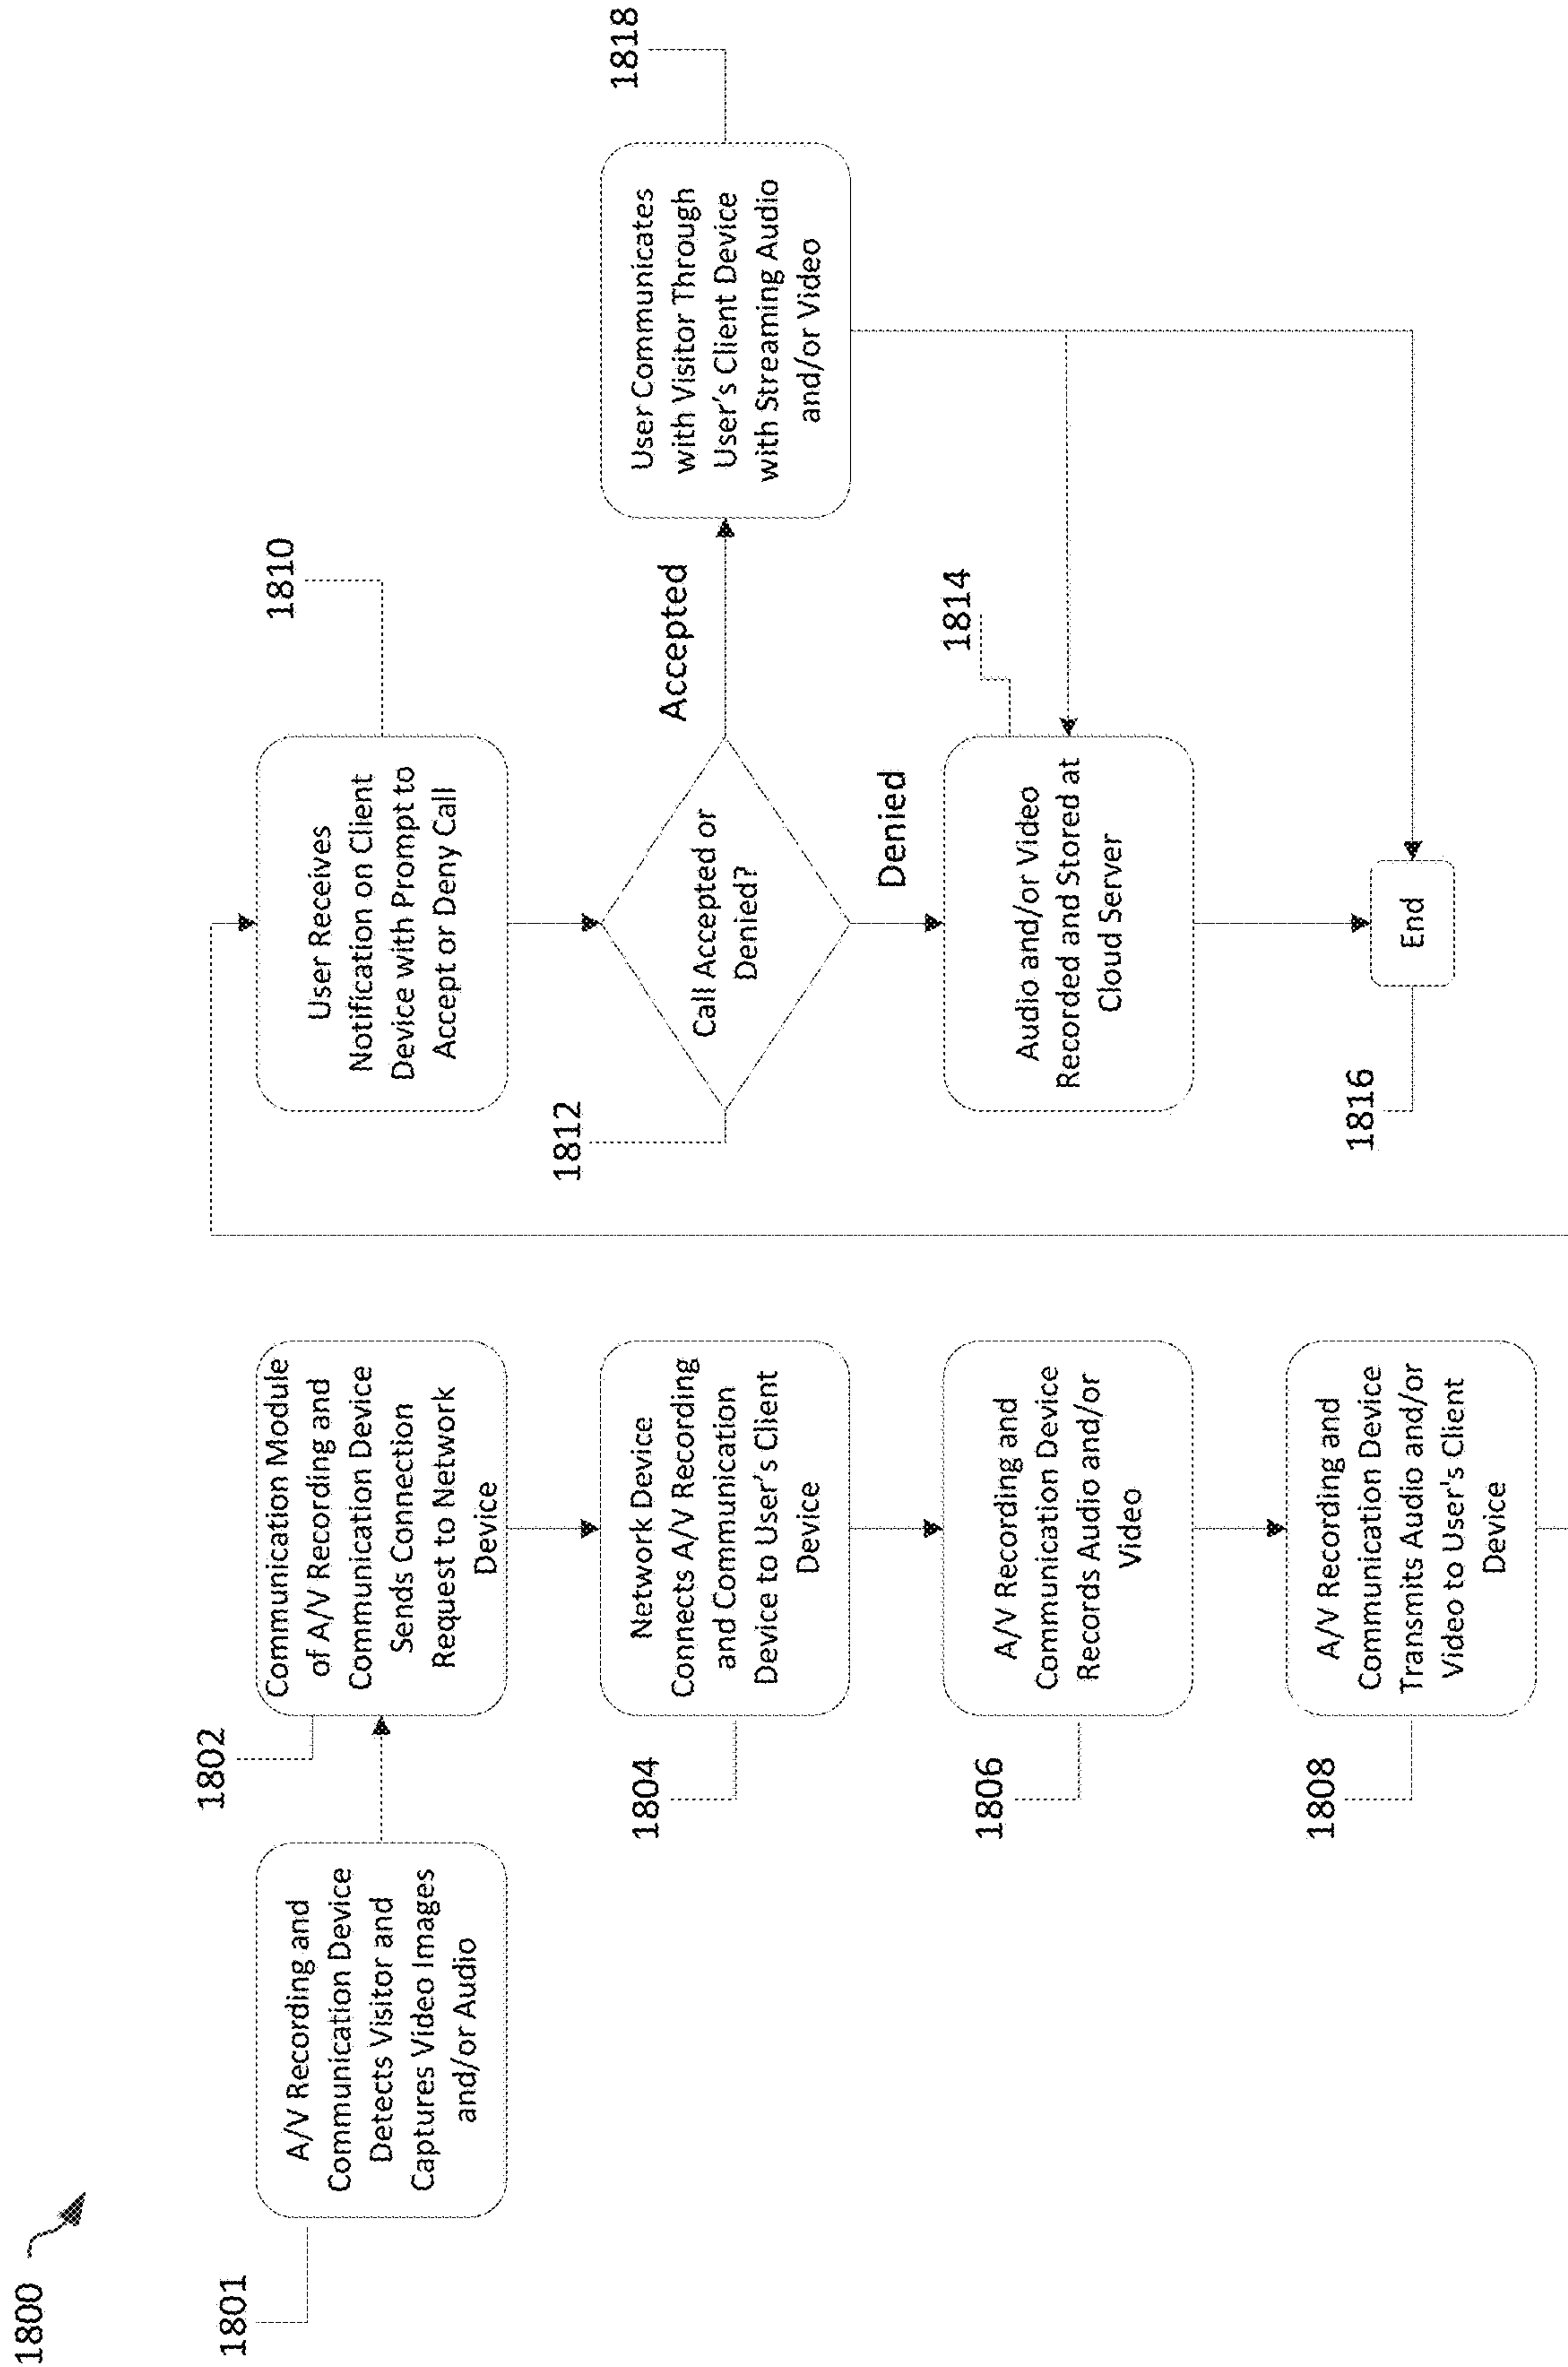 1800
1801
A/V Recording and
Communication Device
Detects Visitor and
Captures Video Images
and/or Audio
1802
Communication Module
of A/V Recording and
Communication Device
Sends Connection
Request to Network
Device
1804
Network Device
Connects A/V Recording
and Communication
Device to User's Client
Device
1806
A/V Recording and
Communication Device
Records Audio and/or
Video
1808
A/V Recording and
Communication Device
Transmits Audio and/or
Video to User's Client
Device
1810
User Receives
Notification on Client
Device with Prompt to
Accept or Deny Call
1812
Call Accepted or
Denied?
Accepted
1818
User Communicates
with Visitor Through
User's Client Device
with Streaming Audio
and/or Video
Denied
1814
Audio and/or Video
Recorded and Stored at
Cloud Server
1816
End